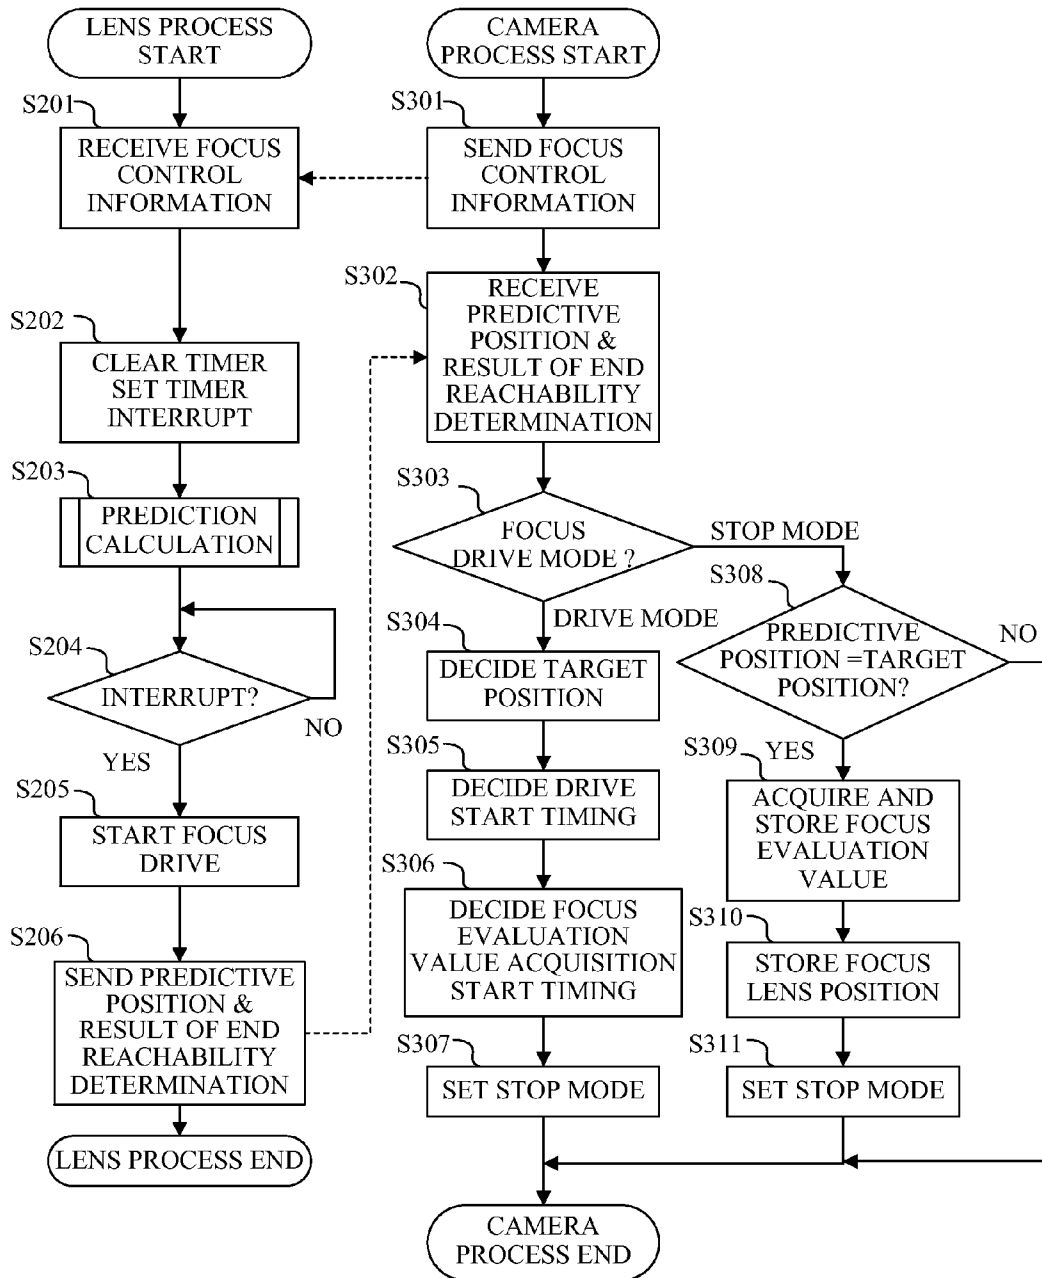 LENS PROCESS
START
S201
RECEIVE FOCUS
CONTROL
INFORMATION
S202
CLEAR TIMER
SET TIMER
INTERRUPT
S203
PREDICTION
CALCULATION
S204
INTERRUPT?
NO
YES
S205
START FOCUS
DRIVE
S206
SEND PREDICTIVE
POSITION &
RESULT OF END
REACHABILITY
DETERMINATION
LENS PROCESS END
CAMERA
PROCESS START
S301
SEND FOCUS
CONTROL
INFORMATION
S302
RECEIVE
PREDICTIVE
POSITION &
RESULT OF END
REACHABILITY
DETERMINATION
S303
FOCUS
DRIVE MODE ?
STOP MODE
DRIVE MODE
S304
DECIDE TARGET
POSITION
S305
DECIDE DRIVE
START TIMING
S306
DECIDE FOCUS
EVALUATION
VALUE ACQUISITION
START TIMING
S307
SET STOP MODE
S308
PREDICTIVE
POSITION =TARGET
POSITION?
NO
YES
S309
ACQUIRE AND
STORE FOCUS
EVALUATION
VALUE
S310
STORE FOCUS
LENS POSITION
S311
SET STOP MODE
CAMERA
PROCESS END